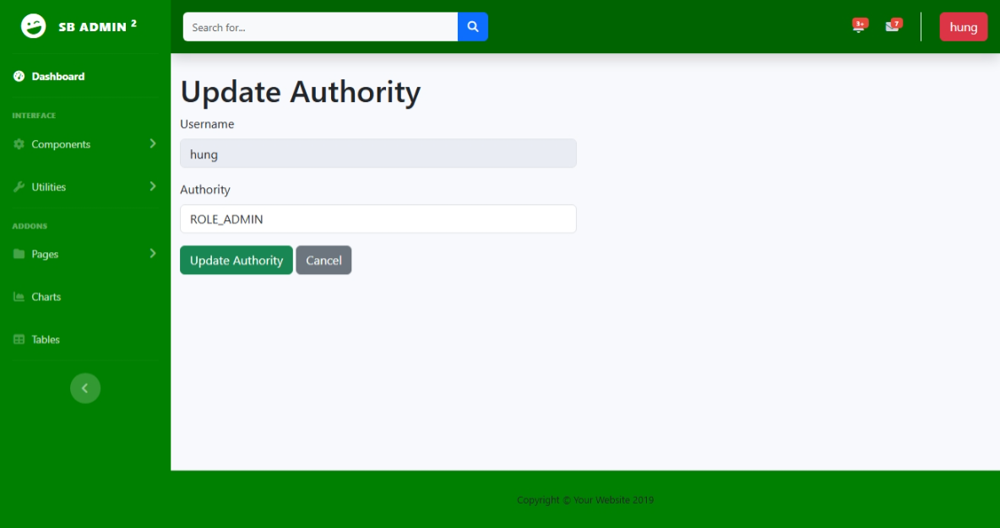 SB ADMIN 2
Search for...
3+
7
hung
Dashboard
INTERFACE
Components
Utilities
ADDONS
Pages
Charts
Tables
Update Authority
Username
hung
Authority
ROLE_ADMIN
Update Authority Cancel
Copyright © Your Website 2019